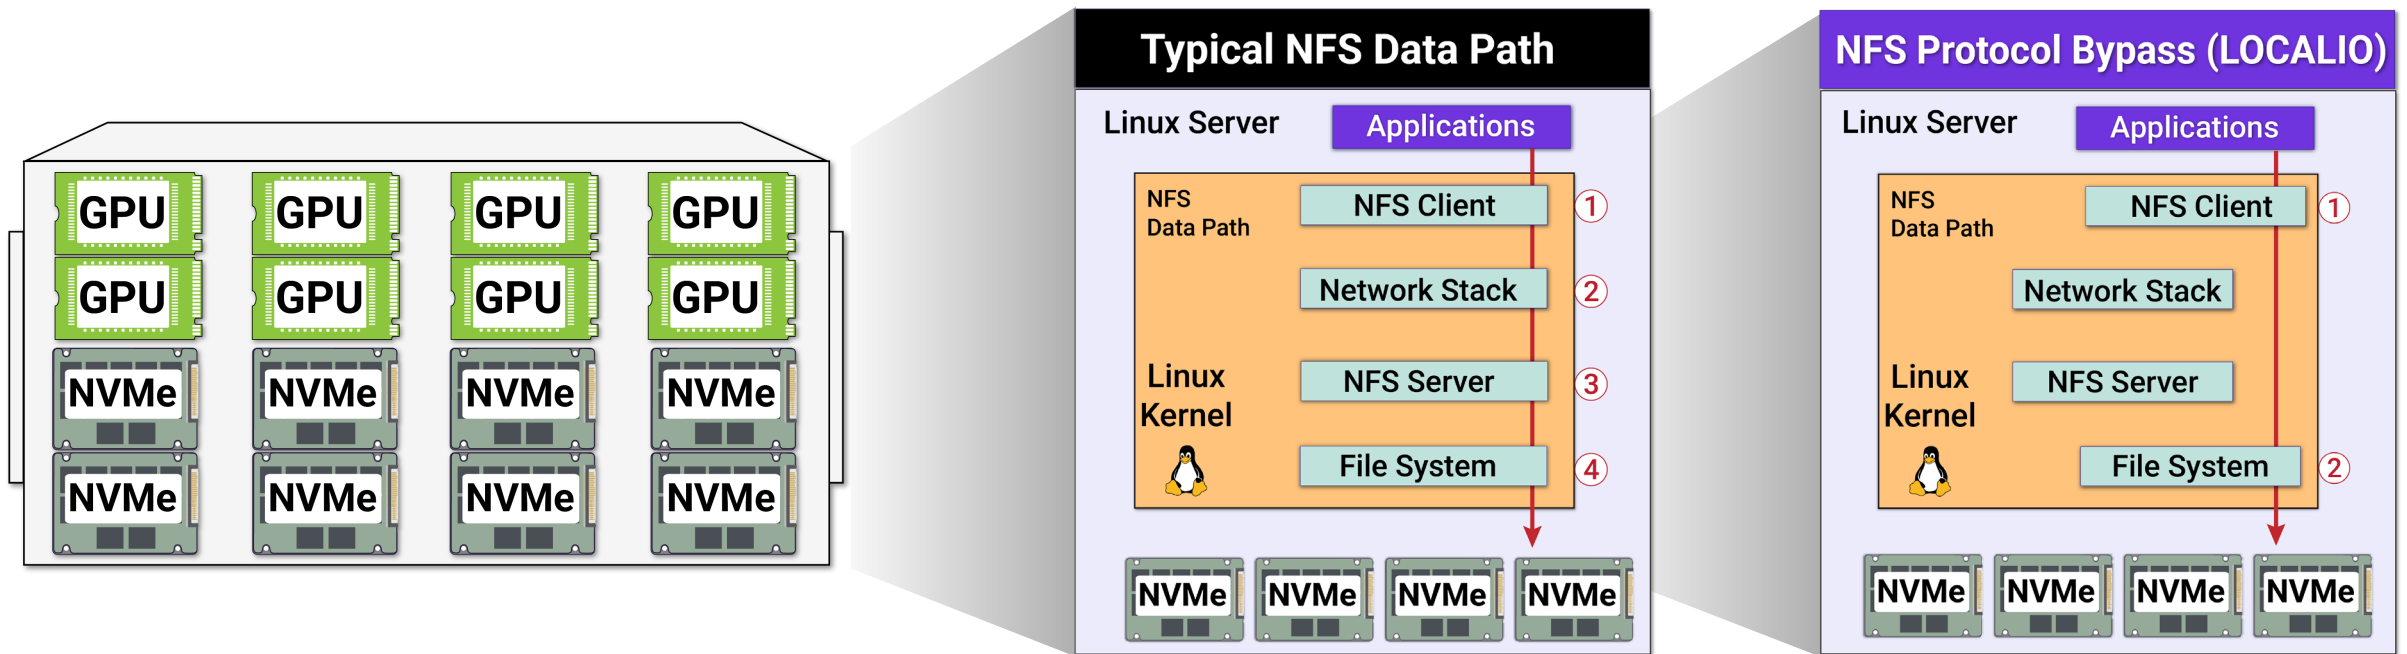 GPU GPU GPU GPU
GPU GPU GPU GPU
NVMe NVMe NVMe NVMe
NVMe NVMe NVMe NVMe
Typical NFS Data Path
Linux Server
Applications
NFS
Data Path
NFS Client
1
Network Stack
2
NFS Server
3
Linux
Kernel
File System
4
NVMe NVMe NVMe NVMe
NFS Protocol Bypass (LOCALIO)
Linux Server
Applications
NFS
Data Path
NFS Client
1
Network Stack
NFS Server
Linux
Kernel
File System
2
NVMe NVMe NVMe NVMe